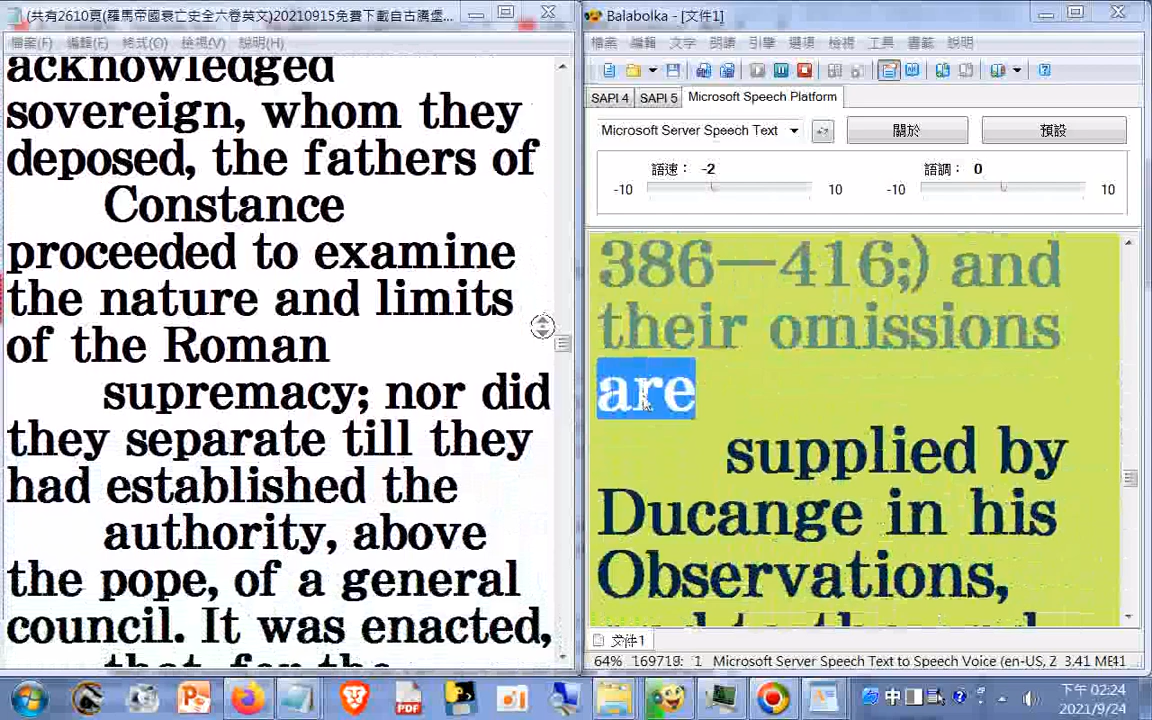 (共有2610頁(羅馬帝國衰亡史全六卷英文)20210915免費下載自古騰堡...
檔案(F) 編輯(E) 格式(O) 檢視(V) 說明(H)
acknowledged
sovereign, whom they
deposed, the fathers of
Constance
proceeded to examine
the nature and limits
of the Roman
supremacy; nor did
they separate till they
had established the
authority, above
the pope, of a general
council. It was enacted,
that, for the
Balabolka - [文件1]
檔案 編輯 文字 朗讀 引擎 選項 檢視 工具 書籤 說明
SAPI 4 SAPI 5 Microsoft Speech Platform
Microsoft Server Speech Text 關於 預設
語速： -2 語調： 0
-10 10 -10 10
386—416;) and
their omissions
are
supplied by
Ducange in his
Observations,
文件1
64% 169719: 1 Microsoft Server Speech Text to Speech Voice (en-US, Z 3.41 ME41
PDF 中 下午 02:24
2021/9/24